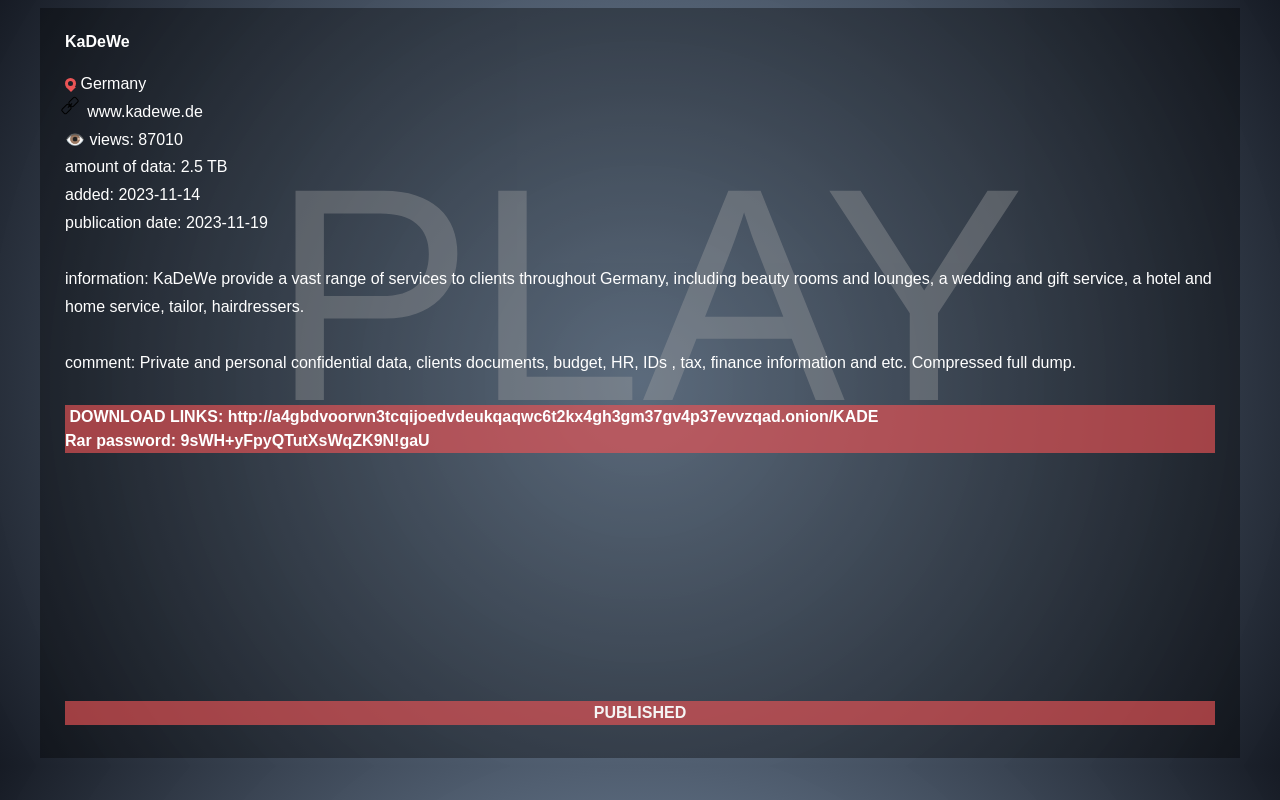 KaDeWe
Germany
www.kadewe.de
views: 87010
amount of data: 2.5 TB
added: 2023-11-14
publication date: 2023-11-19
PLAY
information: KaDeWe provide a vast range of services to clients throughout Germany, including beauty rooms and lounges, a wedding and gift service, a hotel and
home service, tailor, hairdressers.
comment: Private and personal confidential data, clients documents, budget, HR, IDs , tax, finance information and etc. Compressed full dump.
DOWNLOAD LINKS: http://a4gbdvoorwn3tcqijoedvdeukqaqwc6t2kx4gh3gm37gv4p37evvzqad.onion/KADE
Rar password: 9sWH+yFpyQTutXsWqZK9N!gaU
PUBLISHED